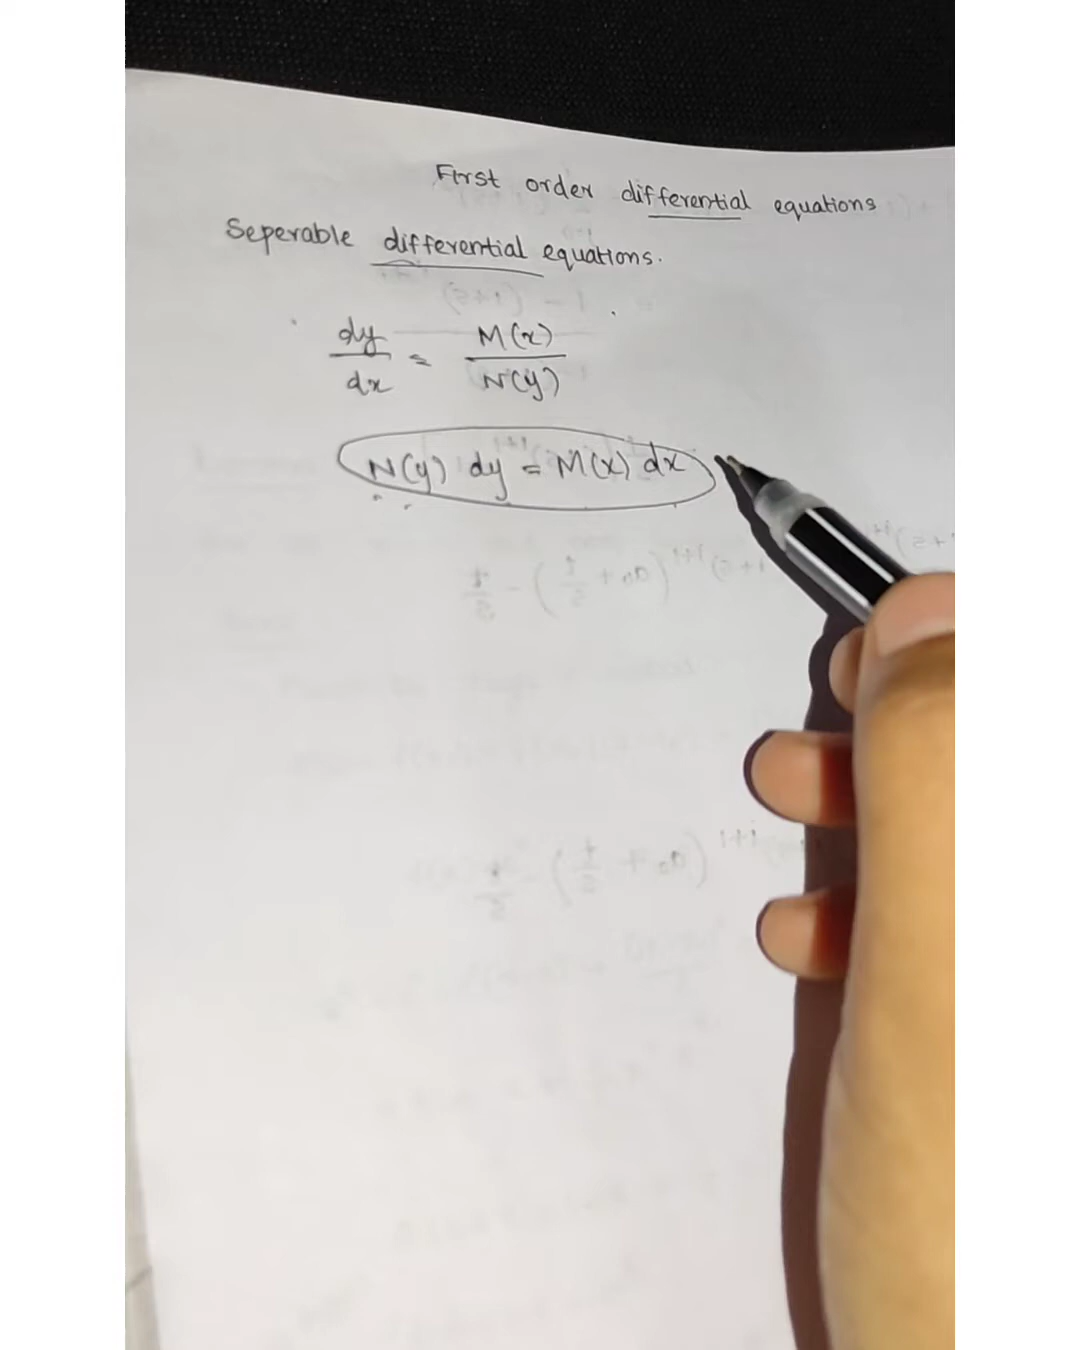 First order differential equations
Seperable differential equations.
dy/dx = M(x)/N(y)
N(y) dy = M(x) dx